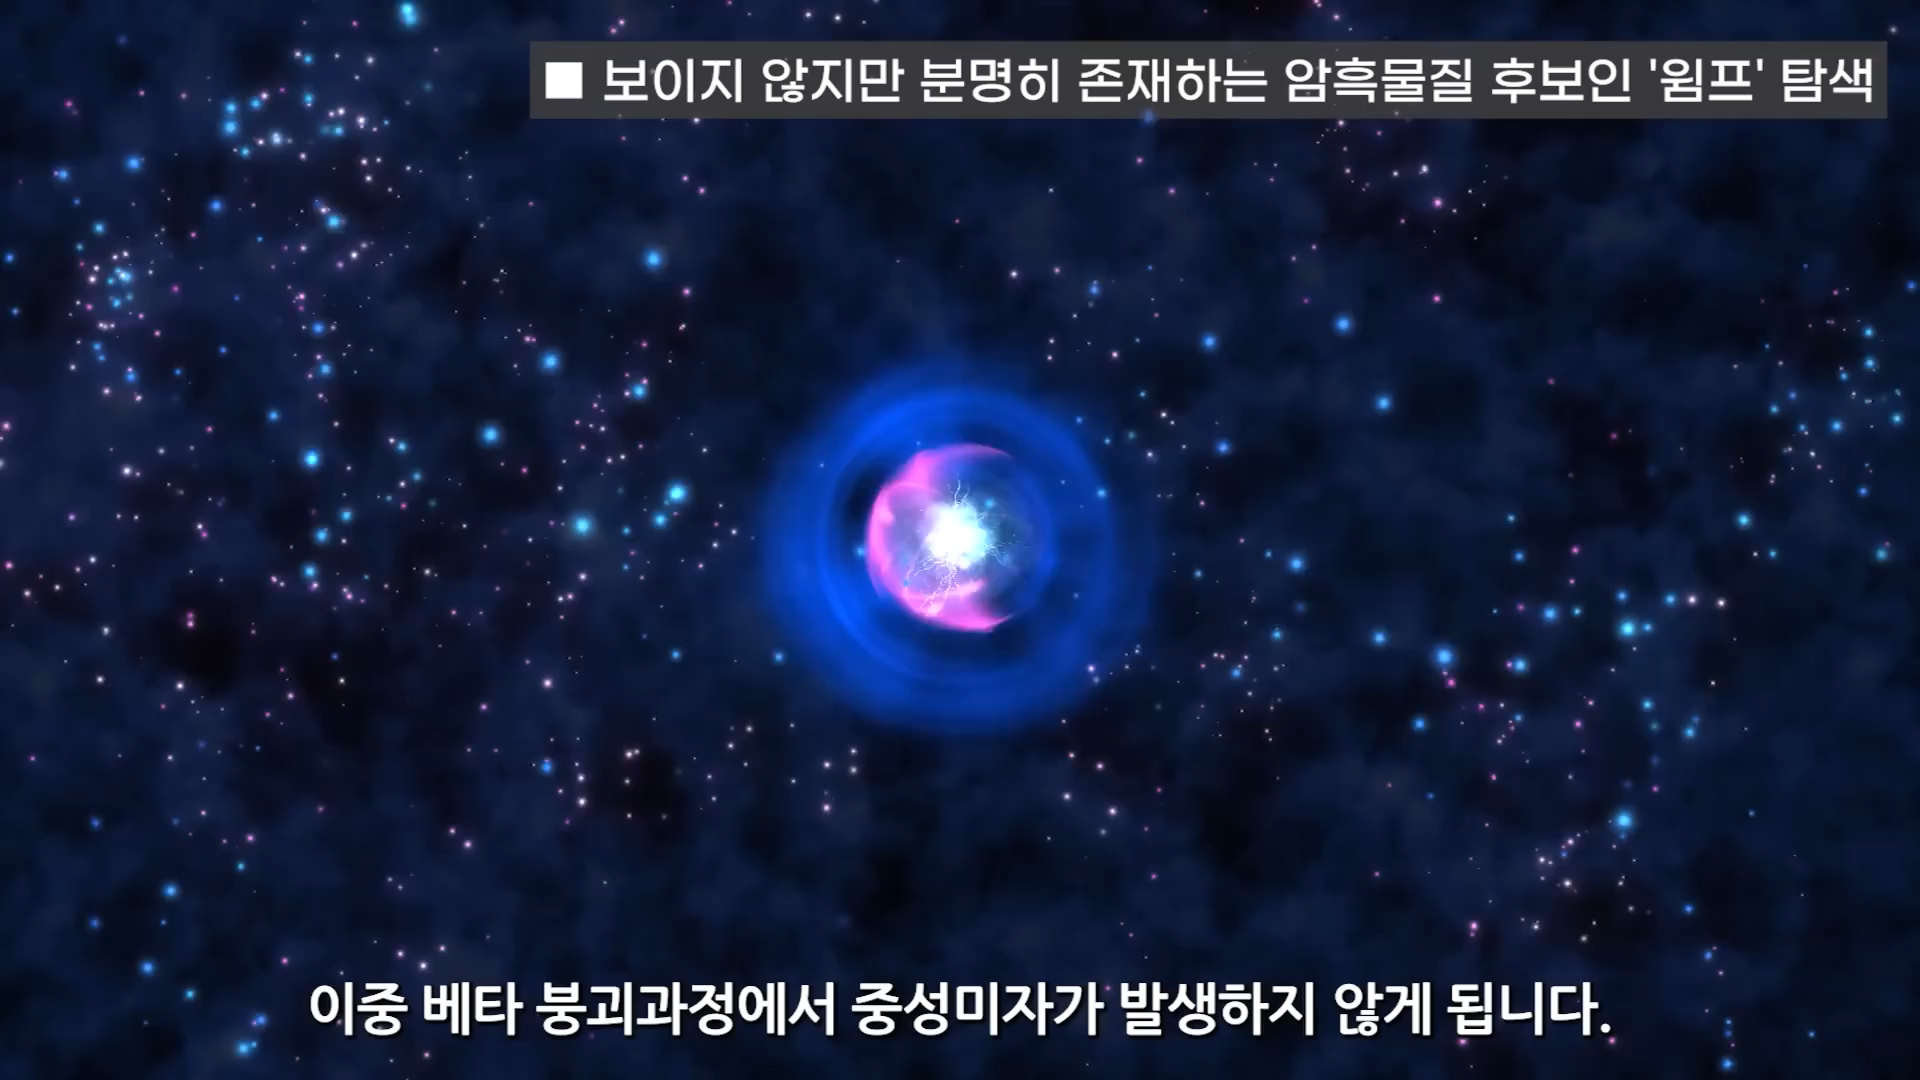 ■ 보이지 않지만 분명히 존재하는 암흑물질 후보인 '윔프' 탐색
이중 베타 붕괴과정에서 중성미자가 발생하지 않게 됩니다.